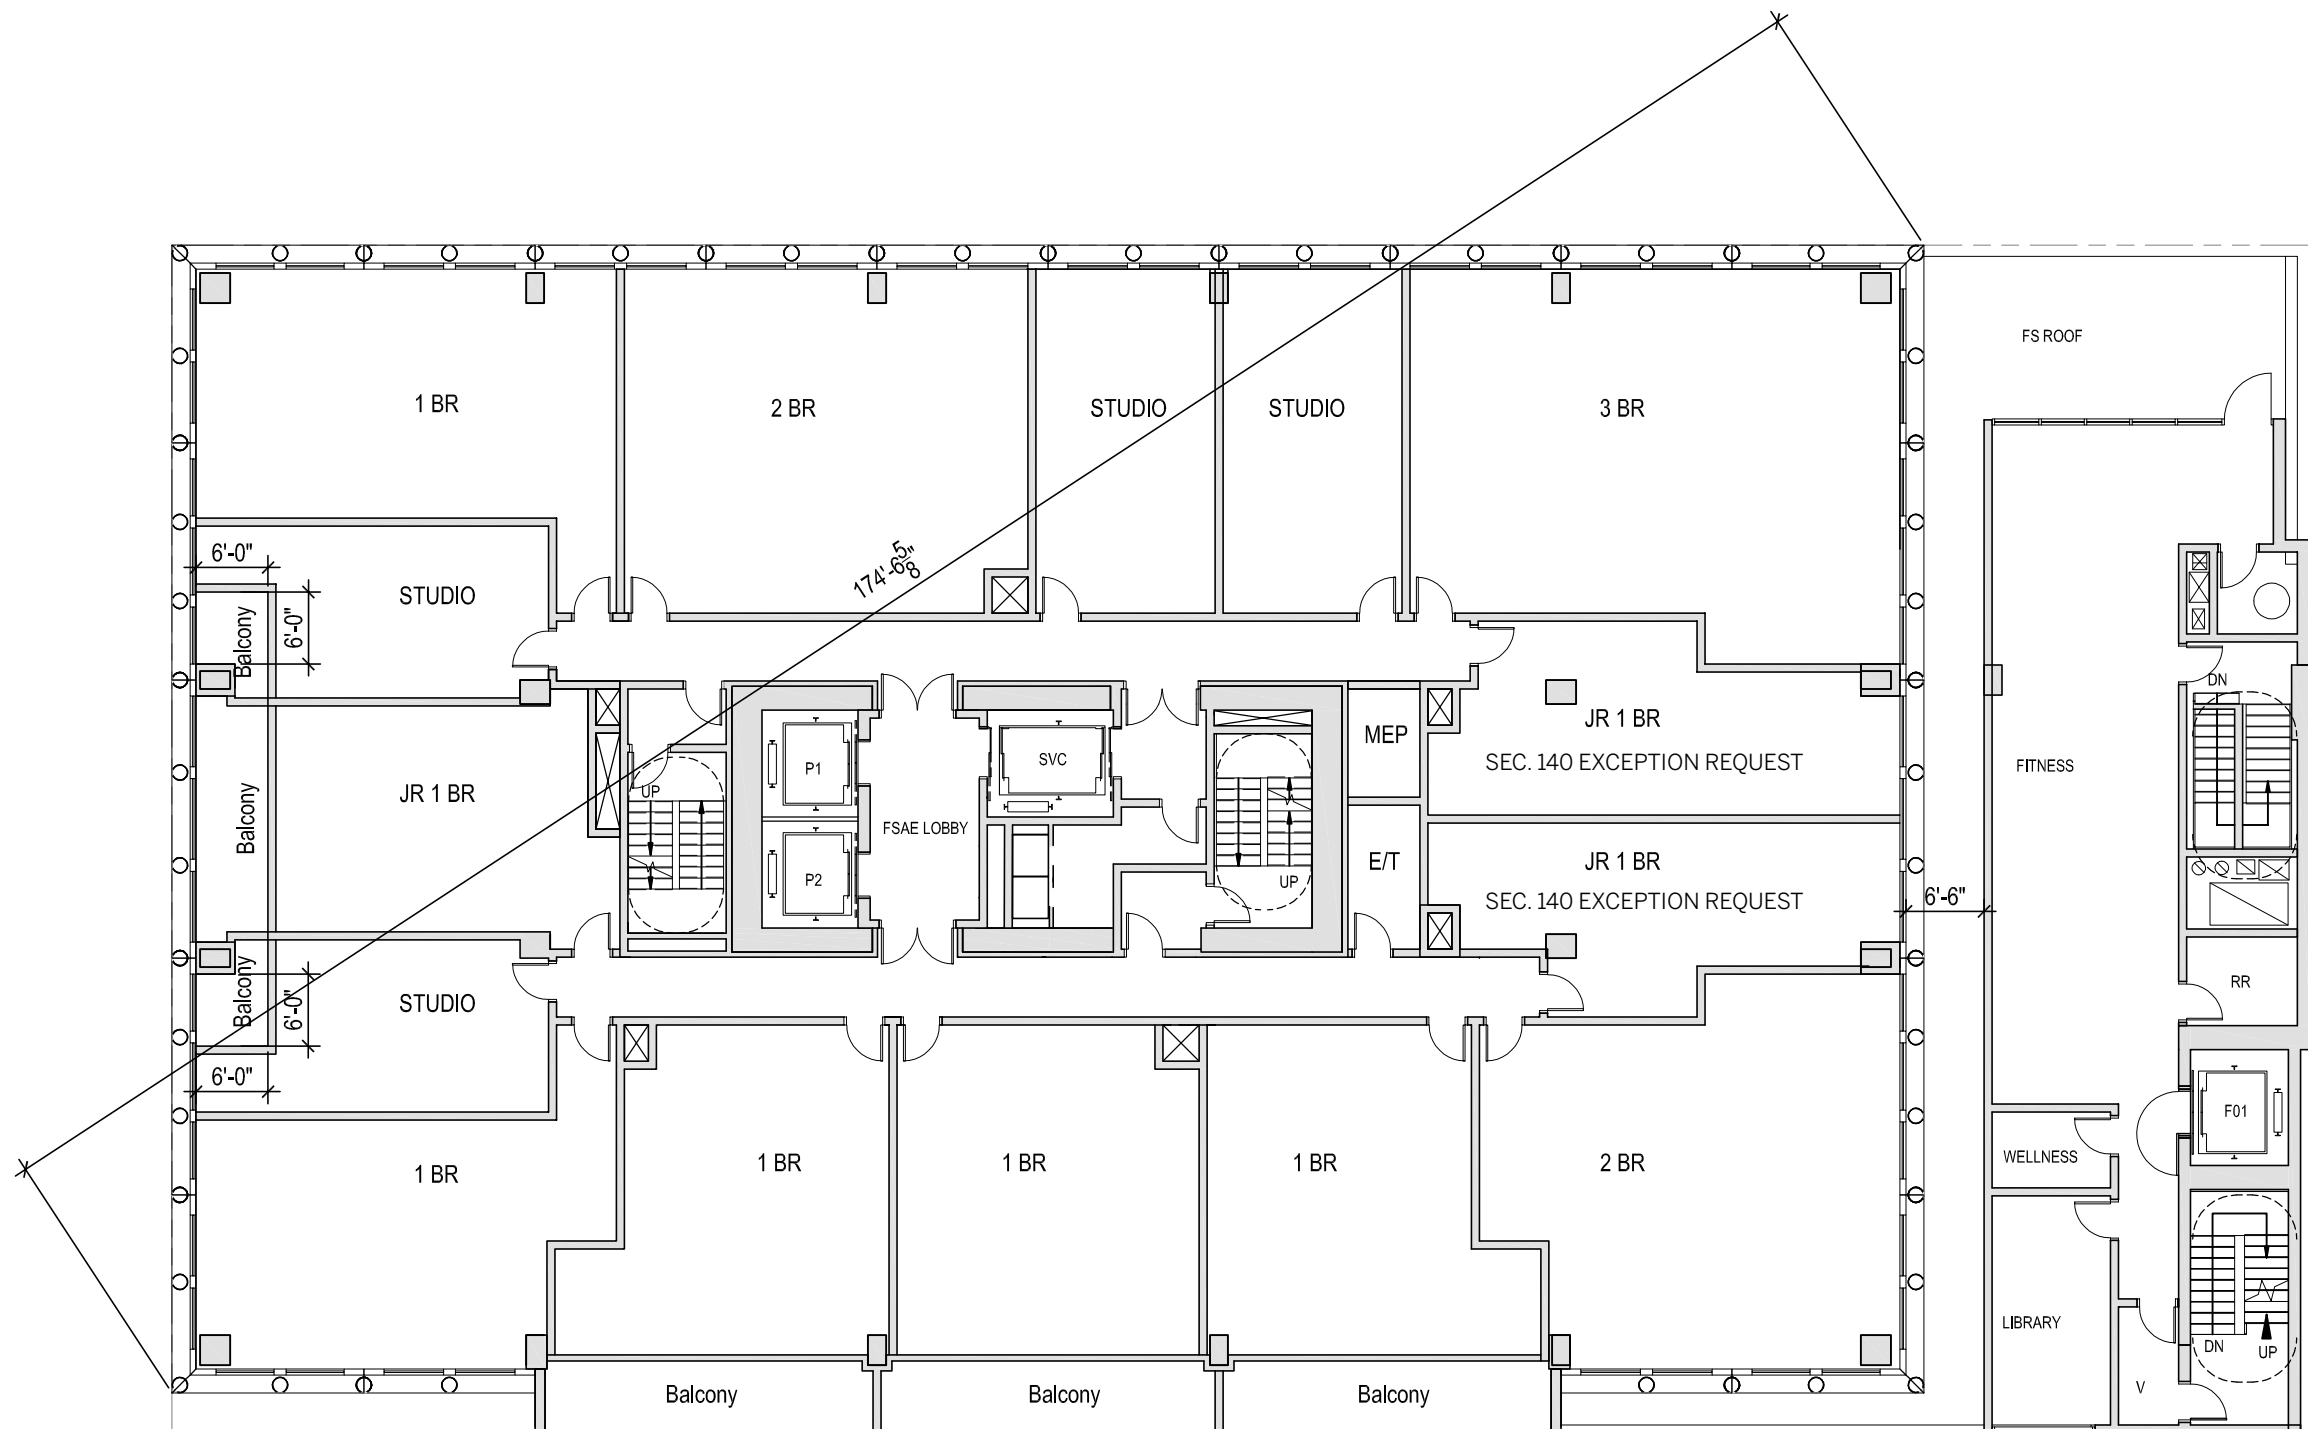 FS ROOF
1 BR
2 BR
STUDIO
STUDIO
3 BR
6'-0"
174'-6 5/8"
STUDIO
Balcony
6'-0"
DN
JR 1 BR
SEC. 140 EXCEPTION REQUEST
MEP
SVC
P1
FITNESS
UP
JR 1 BR
Balcony
FSAE LOBBY
E/T
JR 1 BR
SEC. 140 EXCEPTION REQUEST
P2
UP
6'-6"
RR
Balcony
6'-0"
STUDIO
6'-0"
F01
1 BR
1 BR
1 BR
1 BR
2 BR
WELLNESS
LIBRARY
DN
UP
V
Balcony
Balcony
Balcony